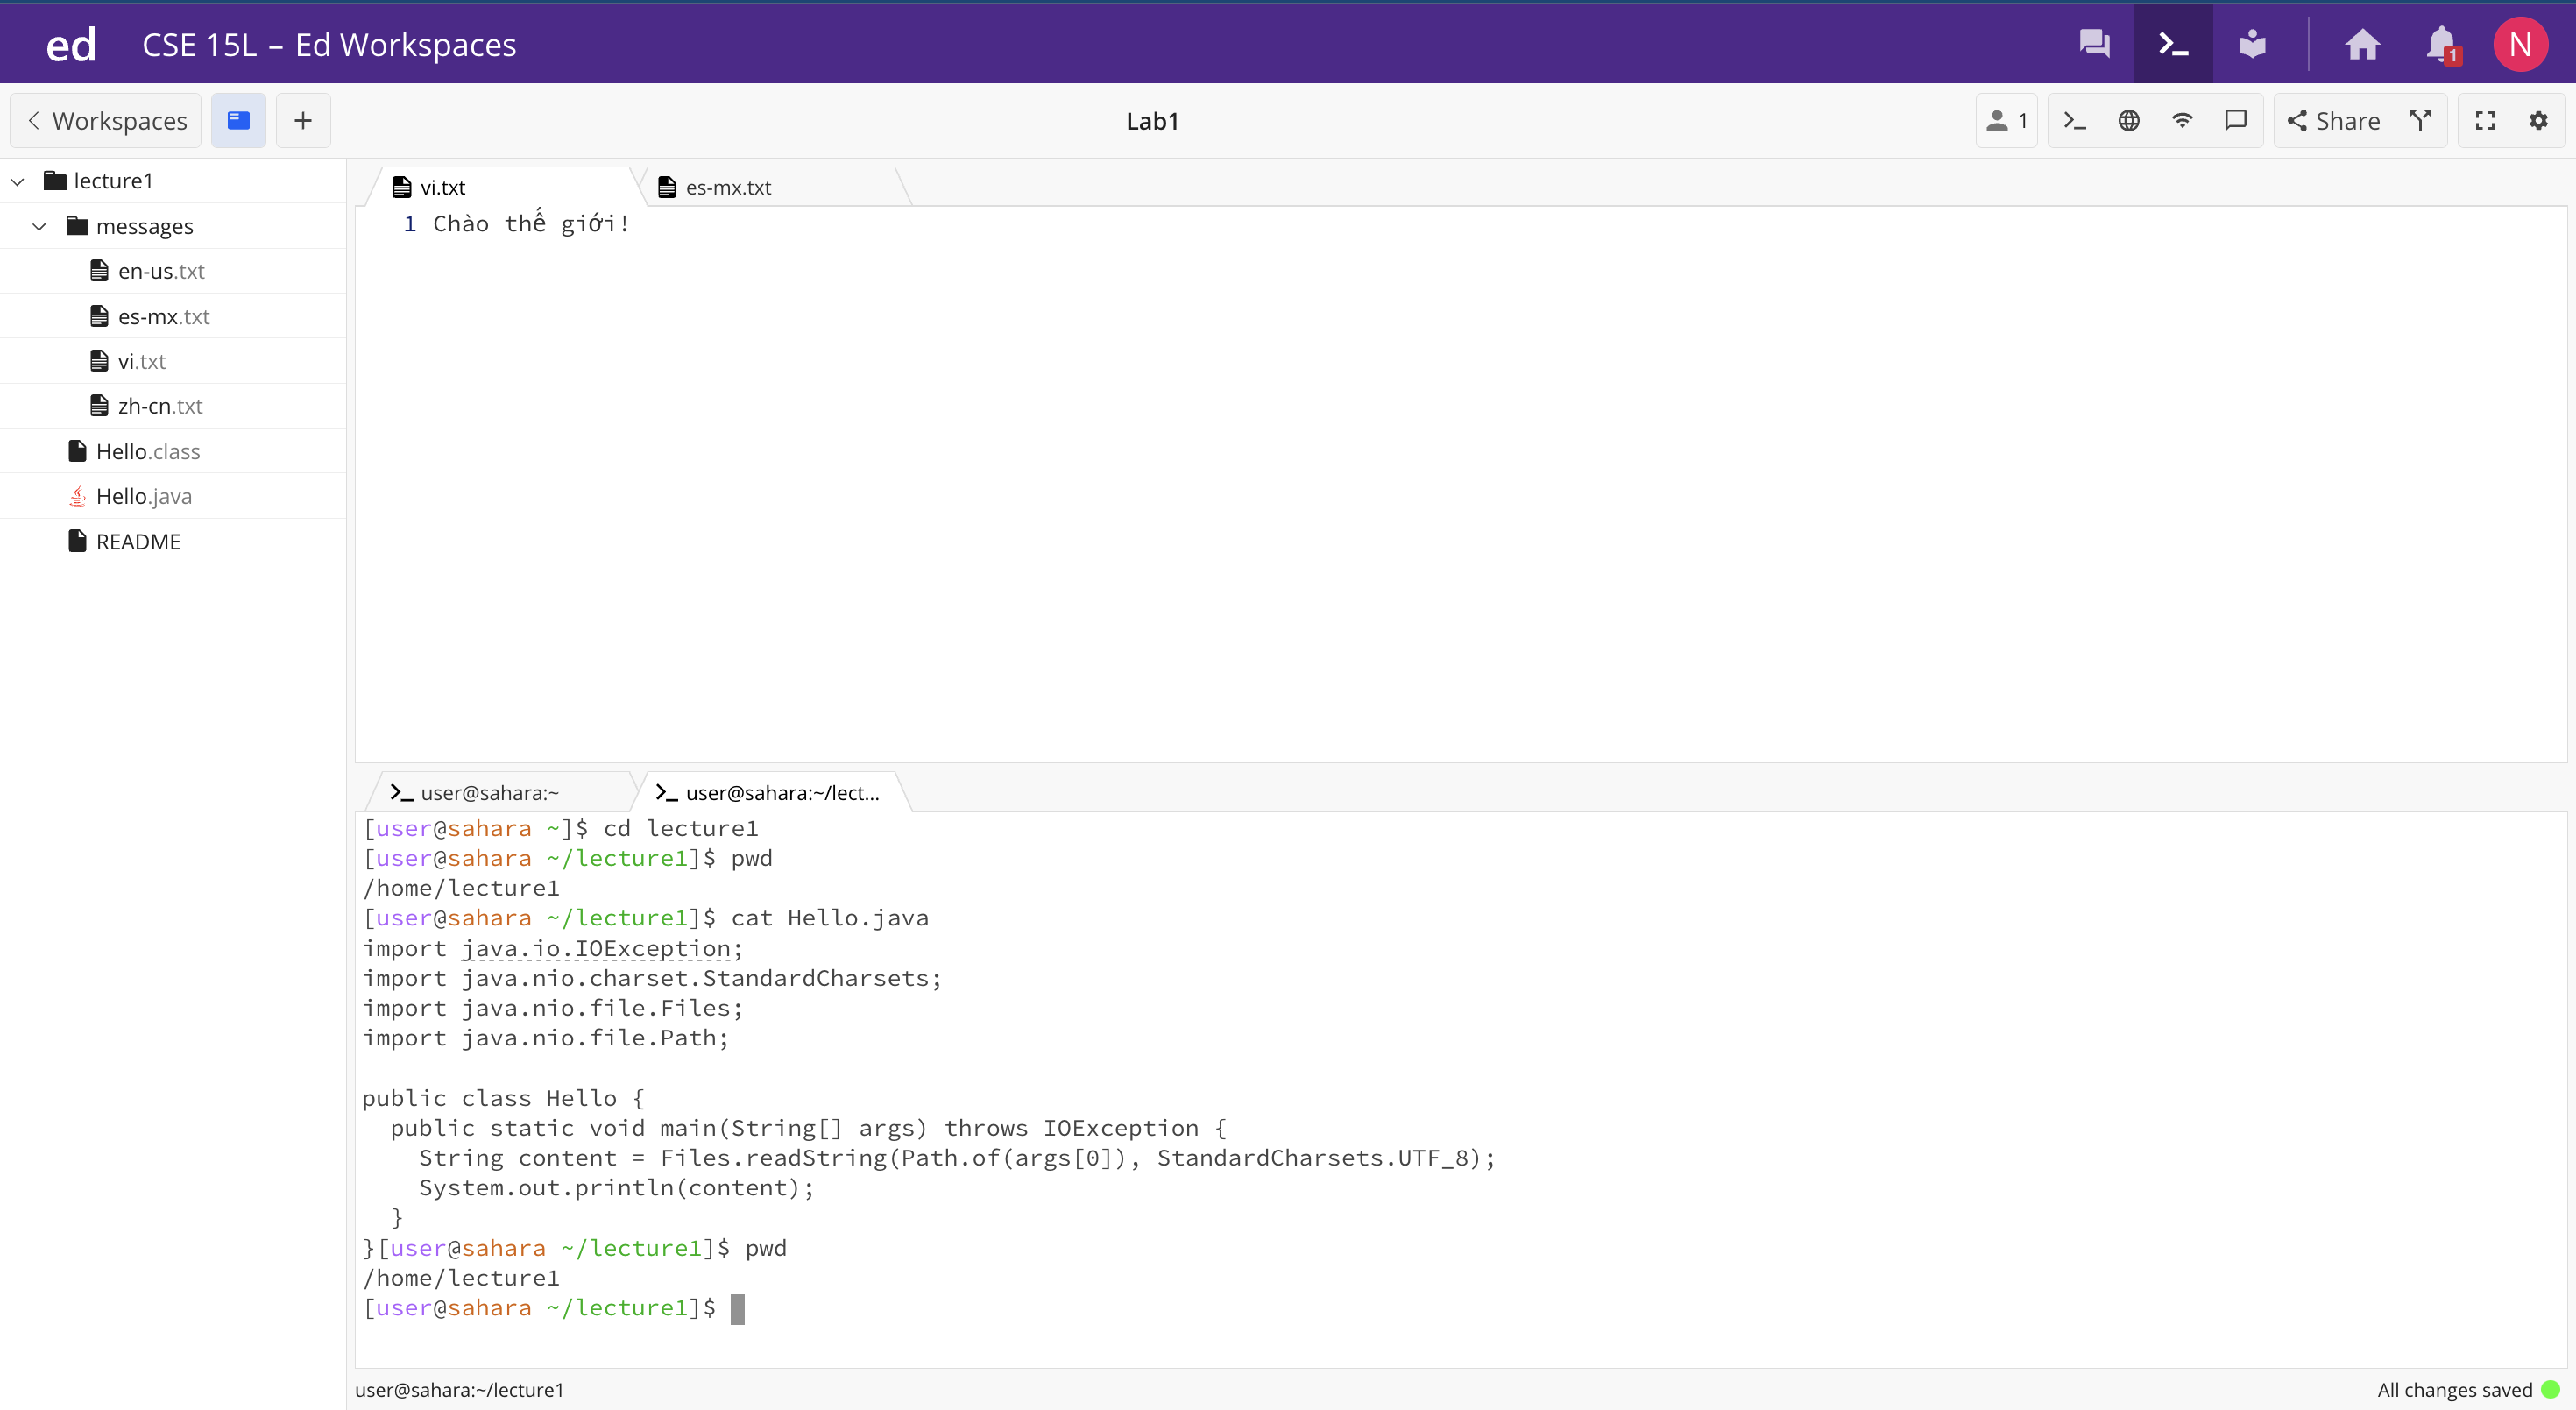 ed CSE 15L – Ed Workspaces 1 N
Workspaces + Lab1 1 Share
lecture1
messages
en-us.txt
es-mx.txt
vi.txt
zh-cn.txt
Hello.class
Hello.java
README
vi.txt es-mx.txt
1 Chào thế giới!
user@sahara:~ user@sahara:~/lect...
[user@sahara ~]$ cd lecture1
[user@sahara ~/lecture1]$ pwd
/home/lecture1
[user@sahara ~/lecture1]$ cat Hello.java
import java.io.IOException;
import java.nio.charset.StandardCharsets;
import java.nio.file.Files;
import java.nio.file.Path;
public class Hello {
  public static void main(String[] args) throws IOException {
    String content = Files.readString(Path.of(args[0]), StandardCharsets.UTF_8);
    System.out.println(content);
  }
}[user@sahara ~/lecture1]$ pwd
/home/lecture1
[user@sahara ~/lecture1]$
user@sahara:~/lecture1 All changes saved